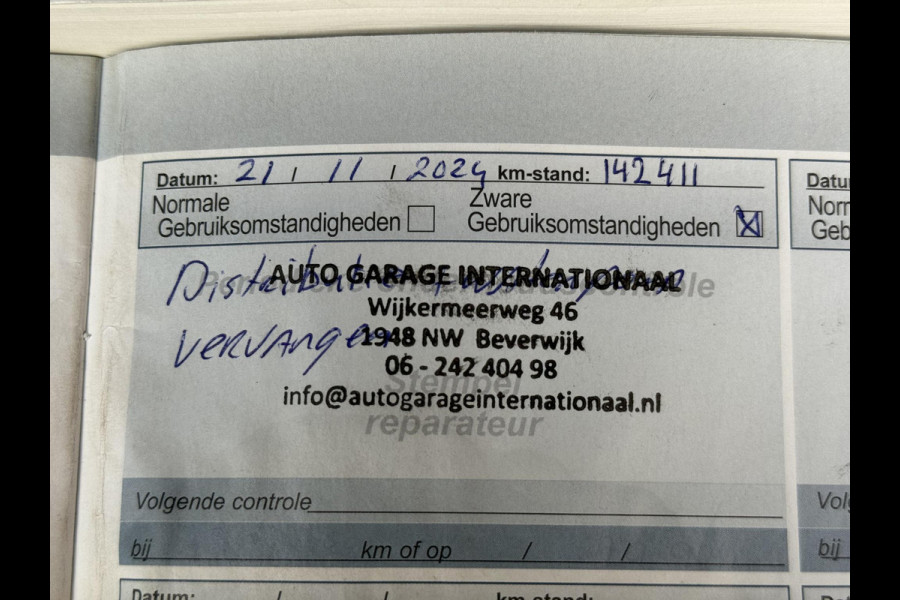 Datum: 21 / 11 / 2024 km-stand: 142411
Datu
Normale Zware
Gebruiksomstandigheden Gebruiksomstandigheden
Norr
Geb
AUTO GARAGE INTERNATIONAAL
Wijkermeerweg 46
vervangen 1948 NW Beverwijk
06 - 242 404 98
Stempel
info@autogarageinternationaal.nl
reparateur
Volgende controle
Volg
bij km of op / /
bij
Datum: / / km-stand: